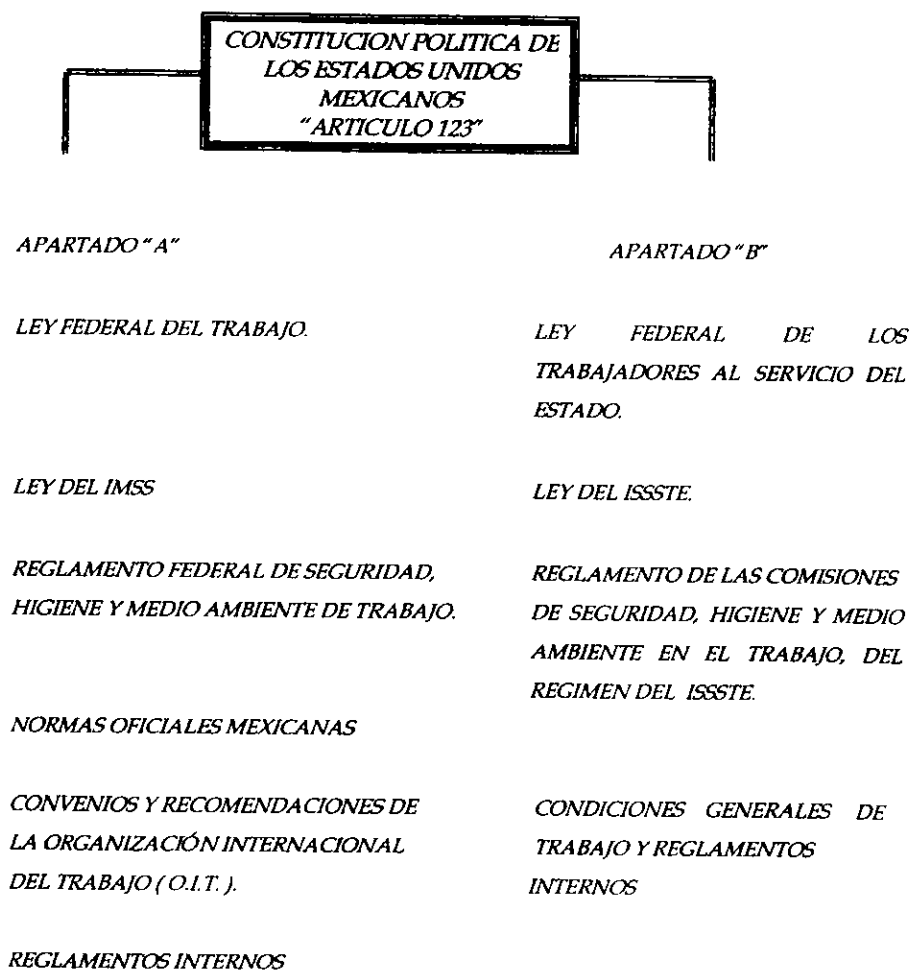 CONSTITUCION POLITICA DE
LOS ESTADOS UNIDOS
MEXICANOS
"ARTICULO 123"
APARTADO "A"
LEY FEDERAL DEL TRABAJO.
LEY DEL IMSS
REGLAMENTO FEDERAL DE SEGURIDAD,
HIGIENE Y MEDIO AMBIENTE DE TRABAJO.
NORMAS OFICIALES MEXICANAS
CONVENIOS Y RECOMENDACIONES DE
LA ORGANIZACIÓN INTERNACIONAL
DEL TRABAJO ( O.I.T. ).
REGLAMENTOS INTERNOS
APARTADO "B"
LEY FEDERAL DE LOS
TRABAJADORES AL SERVICIO DEL
ESTADO.
LEY DEL ISSSTE.
REGLAMENTO DE LAS COMISIONES
DE SEGURIDAD, HIGIENE Y MEDIO
AMBIENTE EN EL TRABAJO, DEL
REGIMEN DEL ISSSTE.
CONDICIONES GENERALES DE
TRABAJO Y REGLAMENTOS
INTERNOS